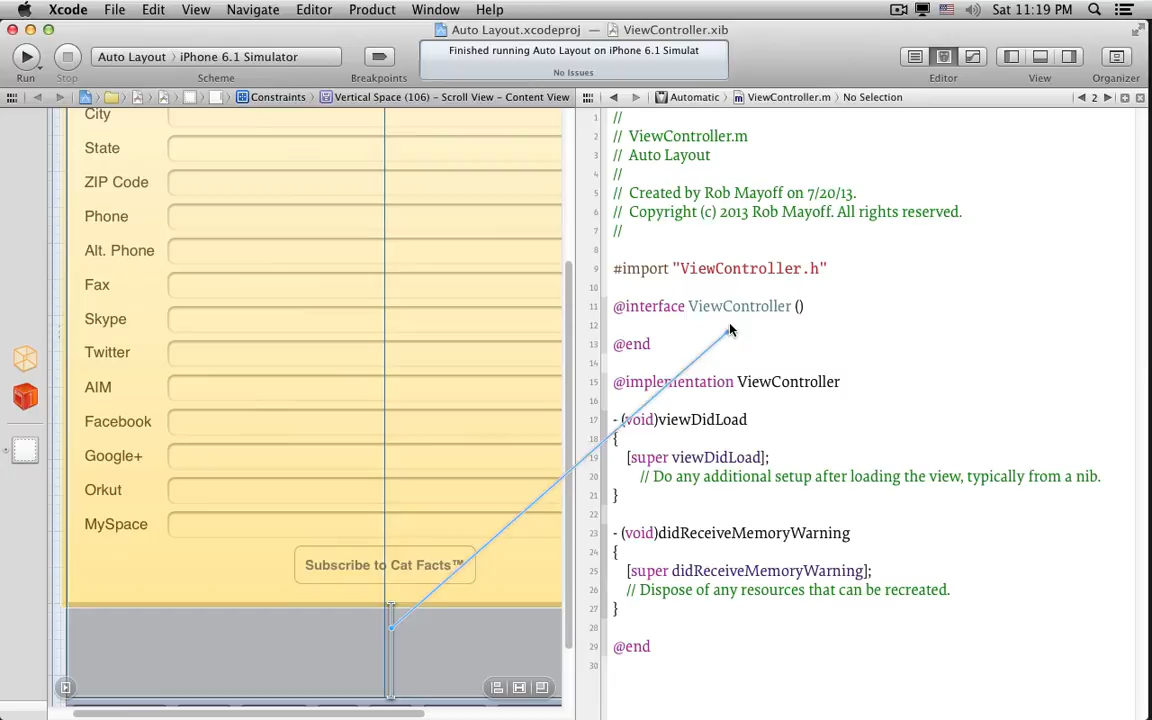 Xcode File Edit View Navigate Editor Product Window Help Sat 11:19 PM
Auto Layout.xcodeproj — ViewController.xib
Auto Layout iPhone 6.1 Simulator
Finished running Auto Layout on iPhone 6.1 Simulat
No Issues
Run Stop Scheme Breakpoints Editor View Organizer
Constraints Vertical Space (106) – Scroll View – Content View
Automatic ViewController.m No Selection 2
City
State
ZIP Code
Phone
Alt. Phone
Fax
Skype
Twitter
AIM
Facebook
Google+
Orkut
MySpace
Subscribe to Cat Facts™
1 //
2 // ViewController.m
3 // Auto Layout
4 //
5 // Created by Rob Mayoff on 7/20/13.
6 // Copyright (c) 2013 Rob Mayoff. All rights reserved.
7 //
8
9 #import "ViewController.h"
10
11 @interface ViewController ()
12
13 @end
14
15 @implementation ViewController
16
17 - (void)viewDidLoad
18 {
19 [super viewDidLoad];
20 // Do any additional setup after loading the view, typically from a nib.
21 }
22
23 - (void)didReceiveMemoryWarning
24 {
25 [super didReceiveMemoryWarning];
26 // Dispose of any resources that can be recreated.
27 }
28
29 @end
30